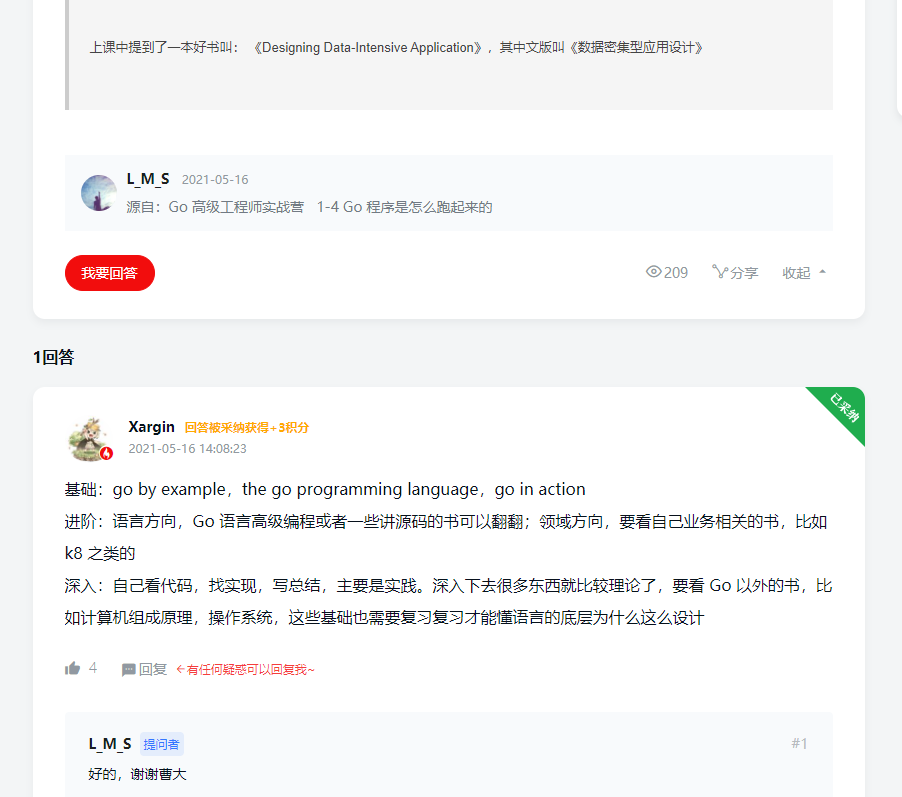 上课中提到了一本好书叫： 《Designing Data-Intensive Application》，其中文版叫《数据密集型应用设计》
L_M_S 2021-05-16
源自：Go 高级工程师实战营 1-4 Go 程序是怎么跑起来的
我要回答 209 分享 收起
1回答
已采纳
Xargin 回答被采纳获得+3积分
2021-05-16 14:08:23
基础：go by example，the go programming language，go in action
进阶：语言方向，Go 语言高级编程或者一些讲源码的书可以翻翻；领域方向，要看自己业务相关的书，比如
k8 之类的
深入：自己看代码，找实现，写总结，主要是实践。深入下去很多东西就比较理论了，要看 Go 以外的书，比
如计算机组成原理，操作系统，这些基础也需要复习复习才能懂语言的底层为什么这么设计
4 回复 ←有任何疑惑可以回复我~
L_M_S 提问者 #1
好的，谢谢曹大